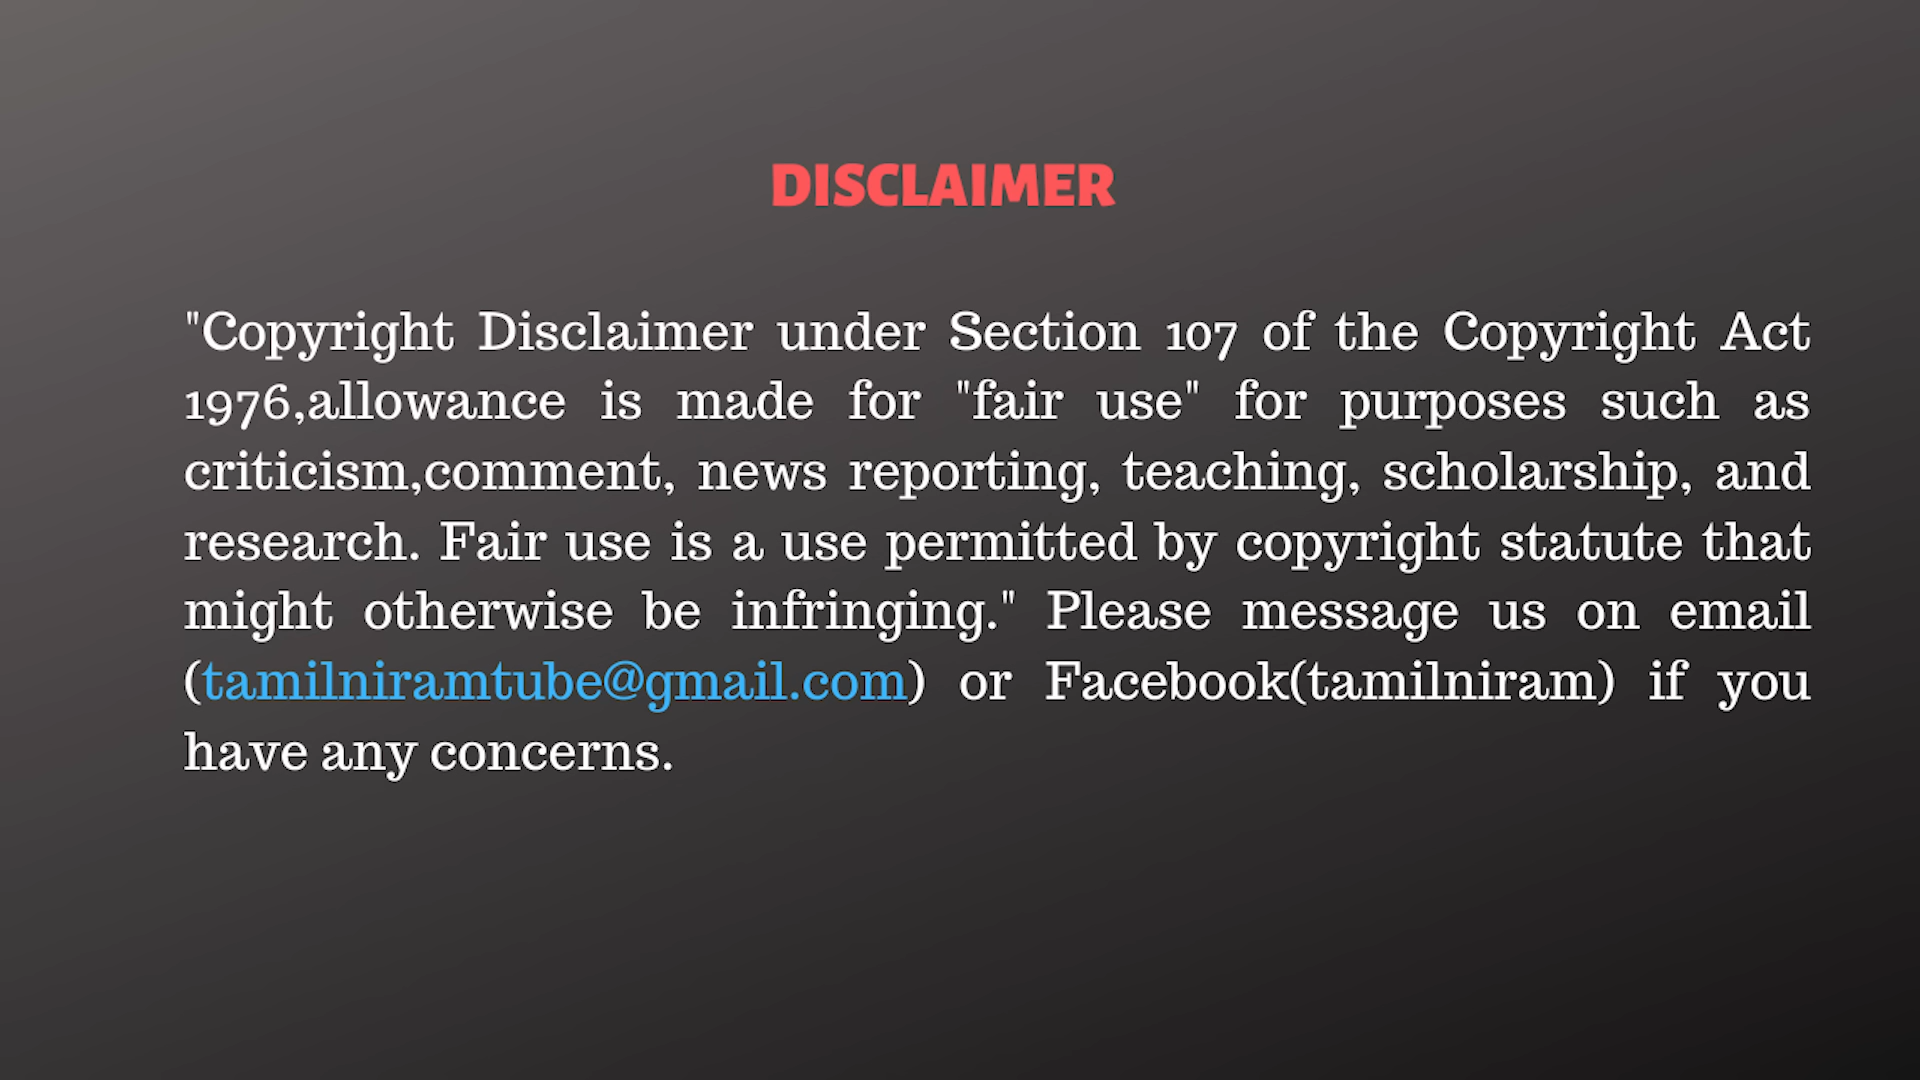 DISCLAIMER
"Copyright Disclaimer under Section 107 of the Copyright Act
1976,allowance is made for "fair use" for purposes such as
criticism,comment, news reporting, teaching, scholarship, and
research. Fair use is a use permitted by copyright statute that
might otherwise be infringing." Please message us on email
(tamilniramtube@gmail.com) or Facebook(tamilniram) if you
have any concerns.